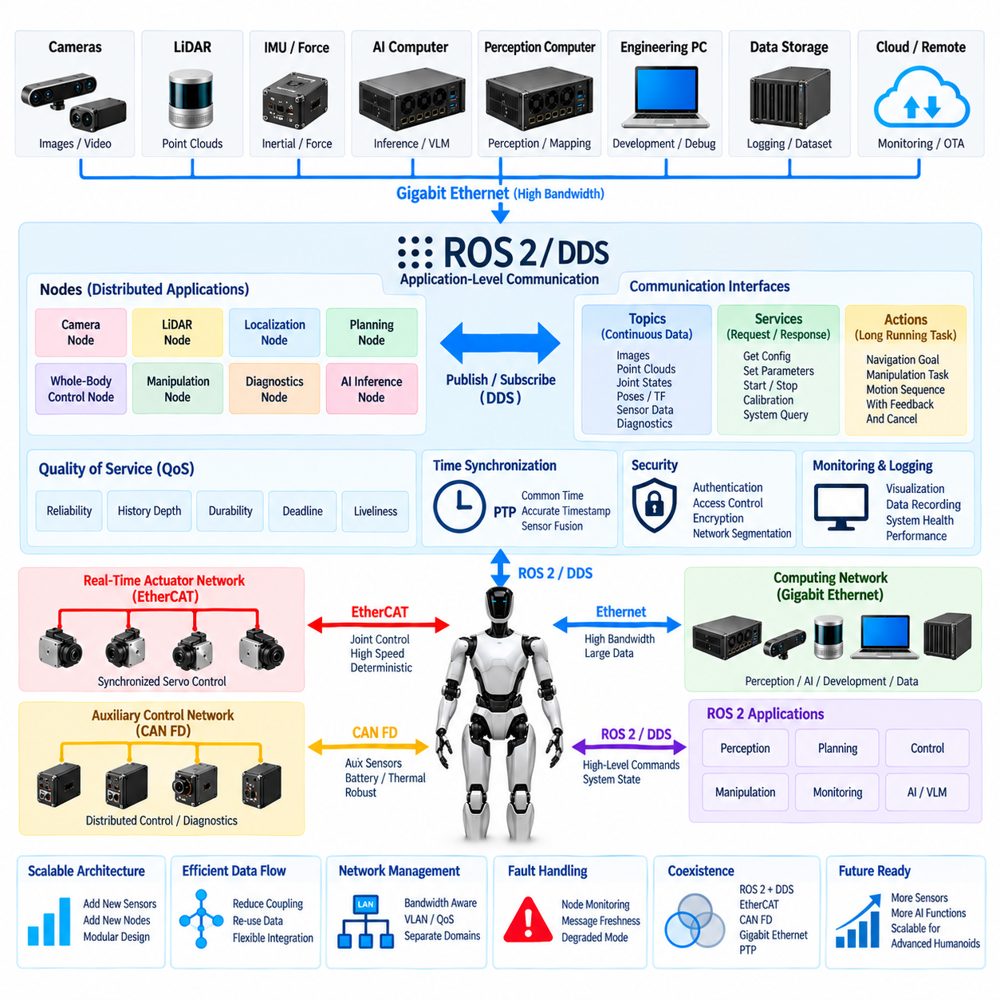 Cameras
Images / Video
LiDAR
Point Clouds
IMU / Force
Inertial / Force
AI Computer
Inference / VLM
Perception Computer
Perception / Mapping
Engineering PC
Development / Debug
Data Storage
Logging / Dataset
Cloud / Remote
Monitoring / OTA
Gigabit Ethernet (High Bandwidth)
ROS 2 / DDS
Application-Level Communication
Nodes (Distributed Applications)
Camera
Node
LiDAR
Node
Localization
Node
Planning
Node
Whole-Body
Control Node
Manipulation
Node
Diagnostics
Node
AI Inference
Node
Publish / Subscribe
(DDS)
Communication Interfaces
Topics
(Continuous Data)
Images
Point Clouds
Joint States
Poses / TF
Sensor Data
Diagnostics
Services
(Request / Response)
Get Config
Set Parameters
Start / Stop
Calibration
System Query
Actions
(Long Running Task)
Navigation Goal
Manipulation Task
Motion Sequence
With Feedback
And Cancel
Quality of Service (QoS)
Reliability
History Depth
Durability
Deadline
Liveliness
Time Synchronization
PTP
Common Time
Accurate Timestamp
Sensor Fusion
Security
Authentication
Access Control
Encryption
Network Segmentation
Monitoring & Logging
Visualization
Data Recording
System Health
Performance
ROS 2 / DDS
Real-Time Actuator Network
(EtherCAT)
Synchronized Servo Control
EtherCAT
Joint Control
High Speed
Deterministic
Ethernet
High Bandwidth
Large Data
Computing Network
(Gigabit Ethernet)
Perception / AI / Development / Data
Auxiliary Control Network
(CAN FD)
Distributed Control / Diagnostics
CAN FD
Aux Sensors
Battery / Thermal
Robust
ROS 2 / DDS
High-Level Commands
System State
ROS 2 Applications
Perception
Planning
Control
Manipulation
Monitoring
AI / VLM
Scalable Architecture
Add New Sensors
Add New Nodes
Modular Design
Efficient Data Flow
Reduce Coupling
Re-use Data
Flexible Integration
Network Management
LAN
Bandwidth Aware
VLAN / QoS
Separate Domains
Fault Handling
Node Monitoring
Message Freshness
Degraded Mode
Coexistence
ROS 2 + DDS
EtherCAT
CAN FD
Gigabit Ethernet
PTP
Future Ready
More Sensors
More AI Functions
Scalable for
Advanced Humanoids